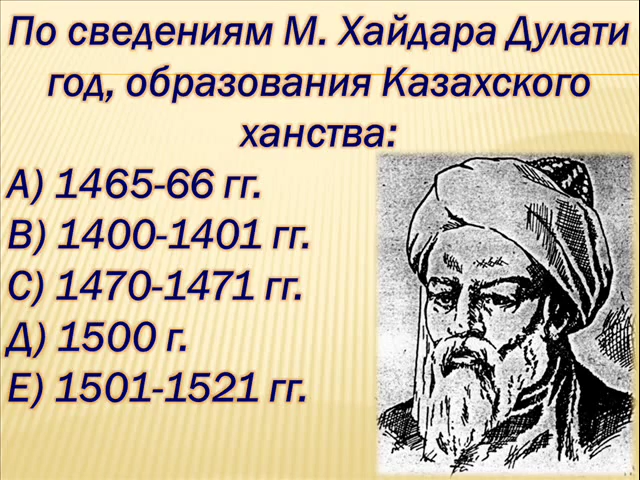 По сведениям М. Хайдара Дулати
год, образования Казахского
ханства:
А) 1465-66 гг.
В) 1400-1401 гг.
С) 1470-1471 гг.
Д) 1500 г.
Е) 1501-1521 гг.